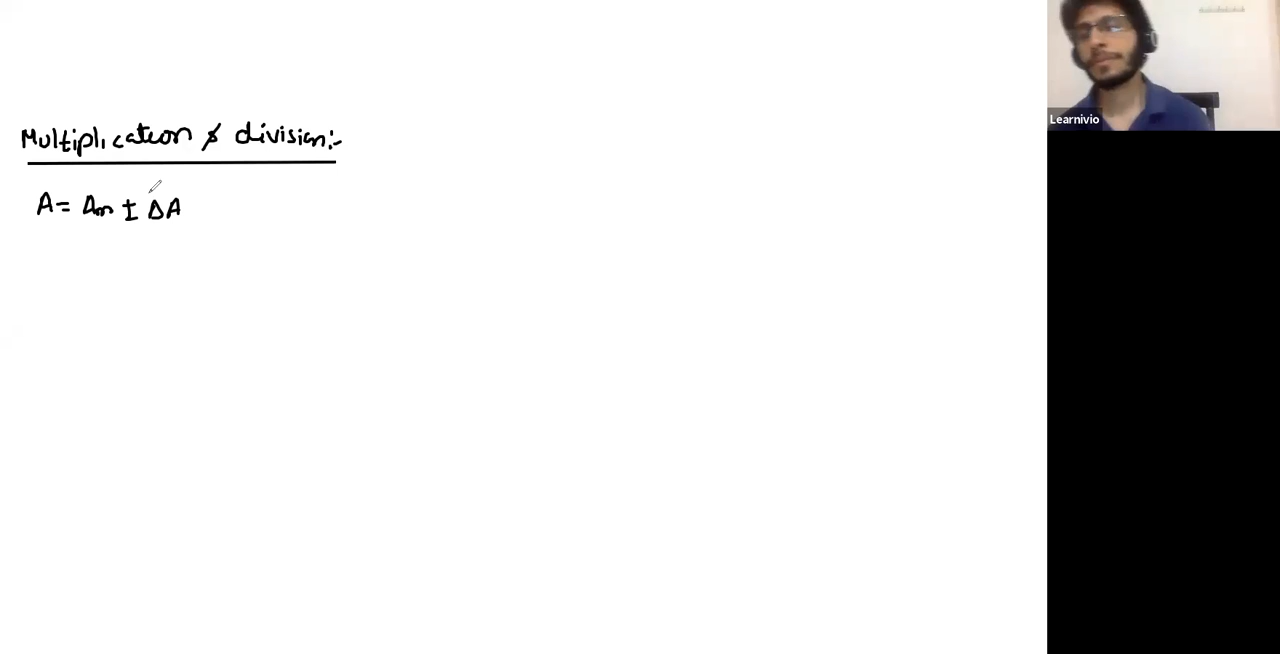 Multiplication & division:-
A = Am ± ΔA
Learnivio